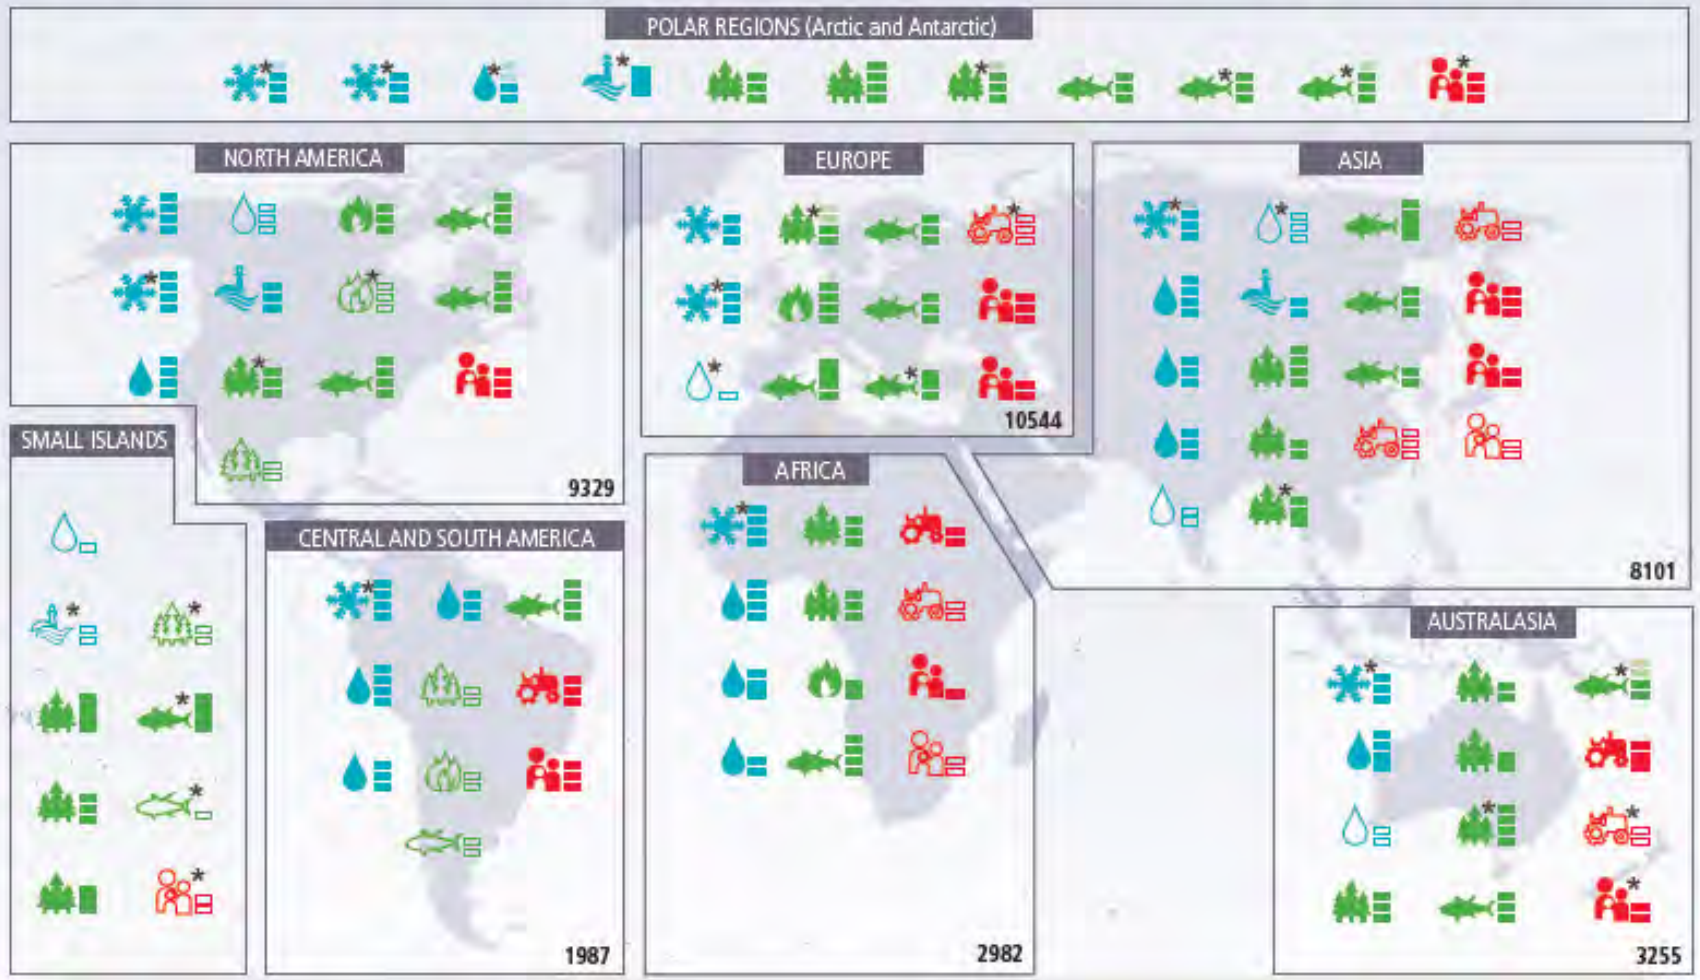 POLAR REGIONS (Arctic and Antarctic)
NORTH AMERICA
EUROPE
ASIA
10544
SMALL ISLANDS
AFRICA
9329
CENTRAL AND SOUTH AMERICA
8101
AUSTRALASIA
1987
2982
3255